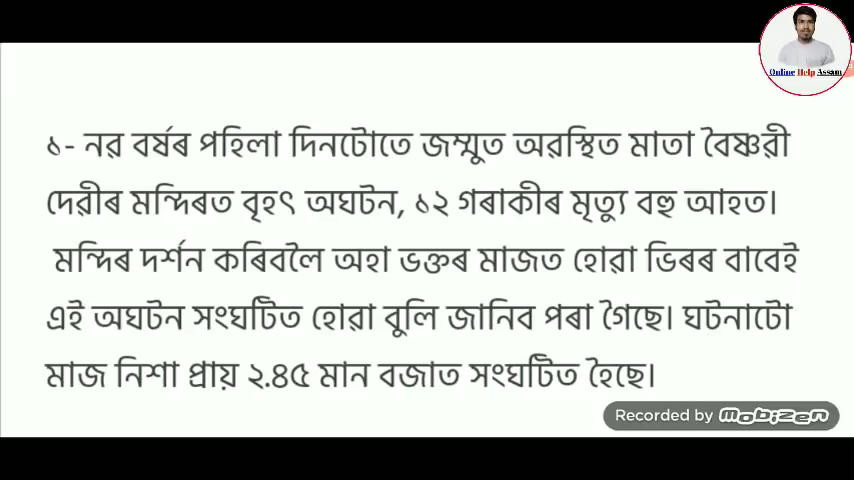 Online Help Assam
১- নৱ বৰ্ষৰ পহিলা দিনটোতে জম্মুত অৱস্থিত মাতা বৈষ্ণৱী
দেৱীৰ মন্দিৰত বৃহৎ অঘটন, ১২ গৰাকীৰ মৃত্যু বহু আহত।
মন্দিৰ দৰ্শন কৰিবলৈ অহা ভক্তৰ মাজত হোৱা ভিৰৰ বাবেই
এই অঘটন সংঘটিত হোৱা বুলি জানিব পৰা গৈছে। ঘটনাটো
মাজ নিশা প্ৰায় ২.৪৫ মান বজাত সংঘটিত হৈছে।
Recorded by mobizen